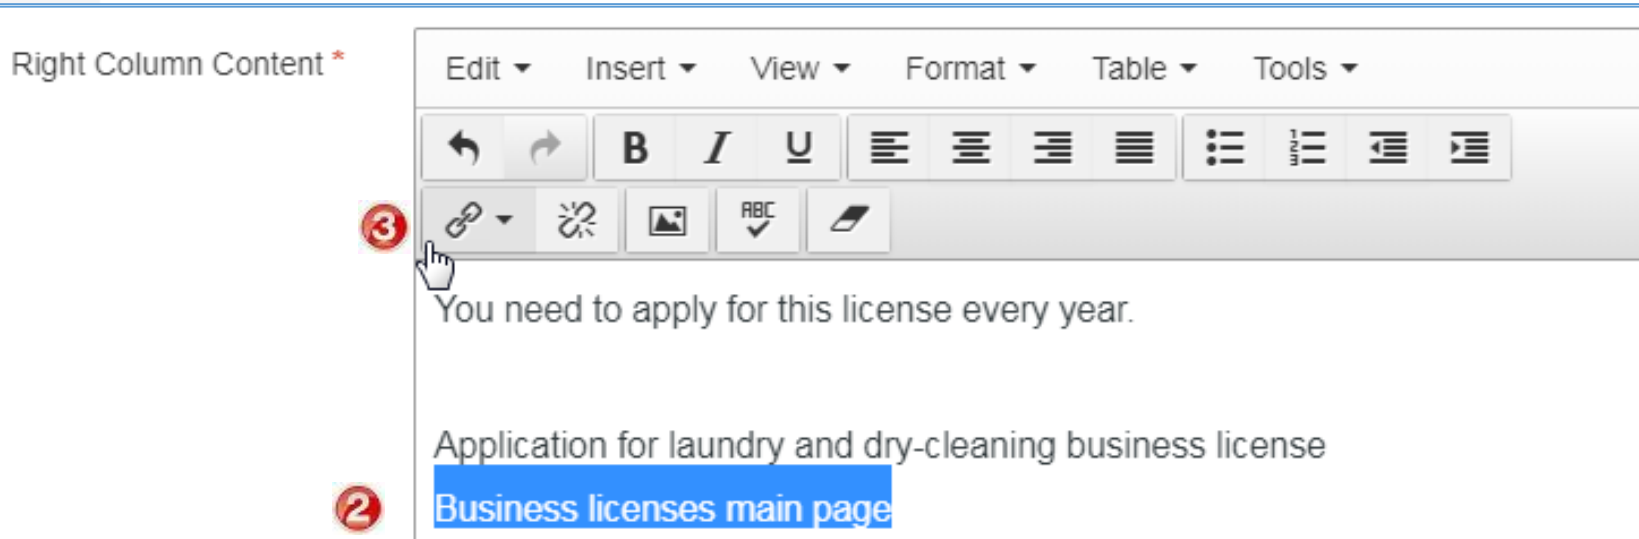 Right Column Content *
Edit Insert View Format Table Tools
B I U
3 ABC
You need to apply for this license every year.
Application for laundry and dry-cleaning business license
2 Business licenses main page